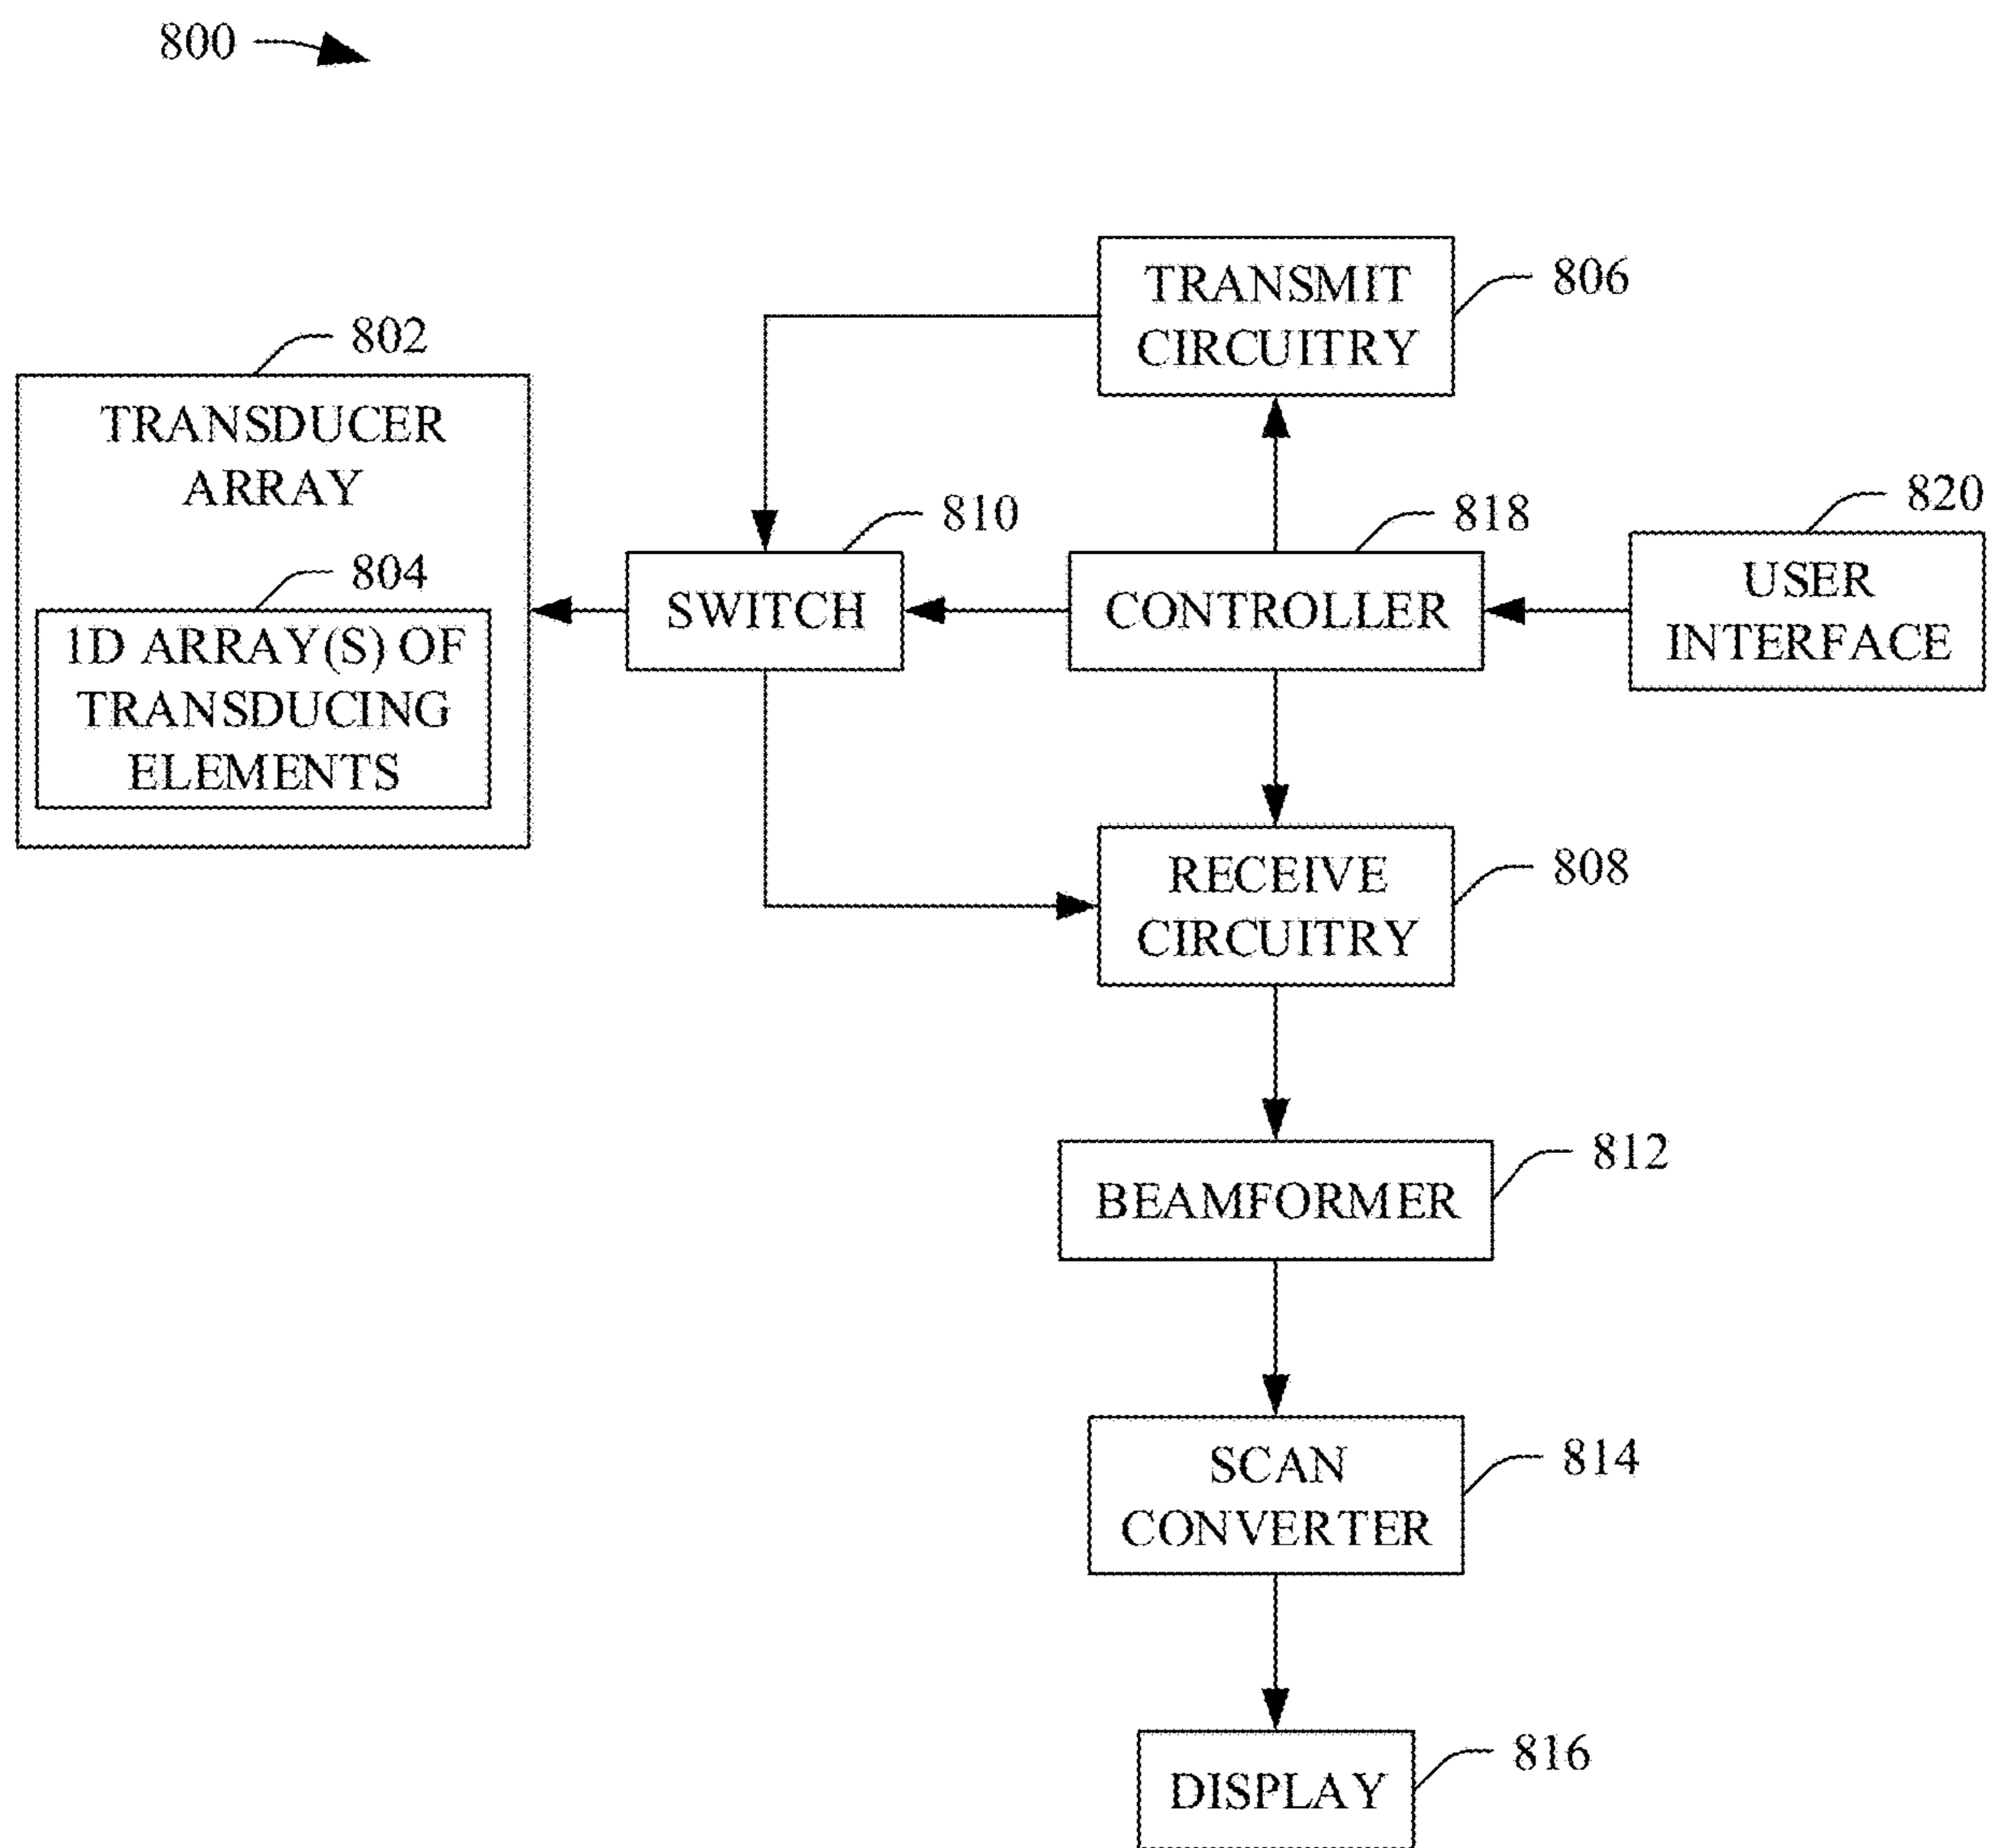 800
TRANSMIT
CIRCUITRY
806
802
TRANSDUCER
ARRAY
804
1D ARRAY(S) OF
TRANSDUCING
ELEMENTS
810
SWITCH
818
CONTROLLER
820
USER
INTERFACE
RECEIVE
CIRCUITRY
808
812
BEAMFORMER
SCAN
CONVERTER
814
816
DISPLAY